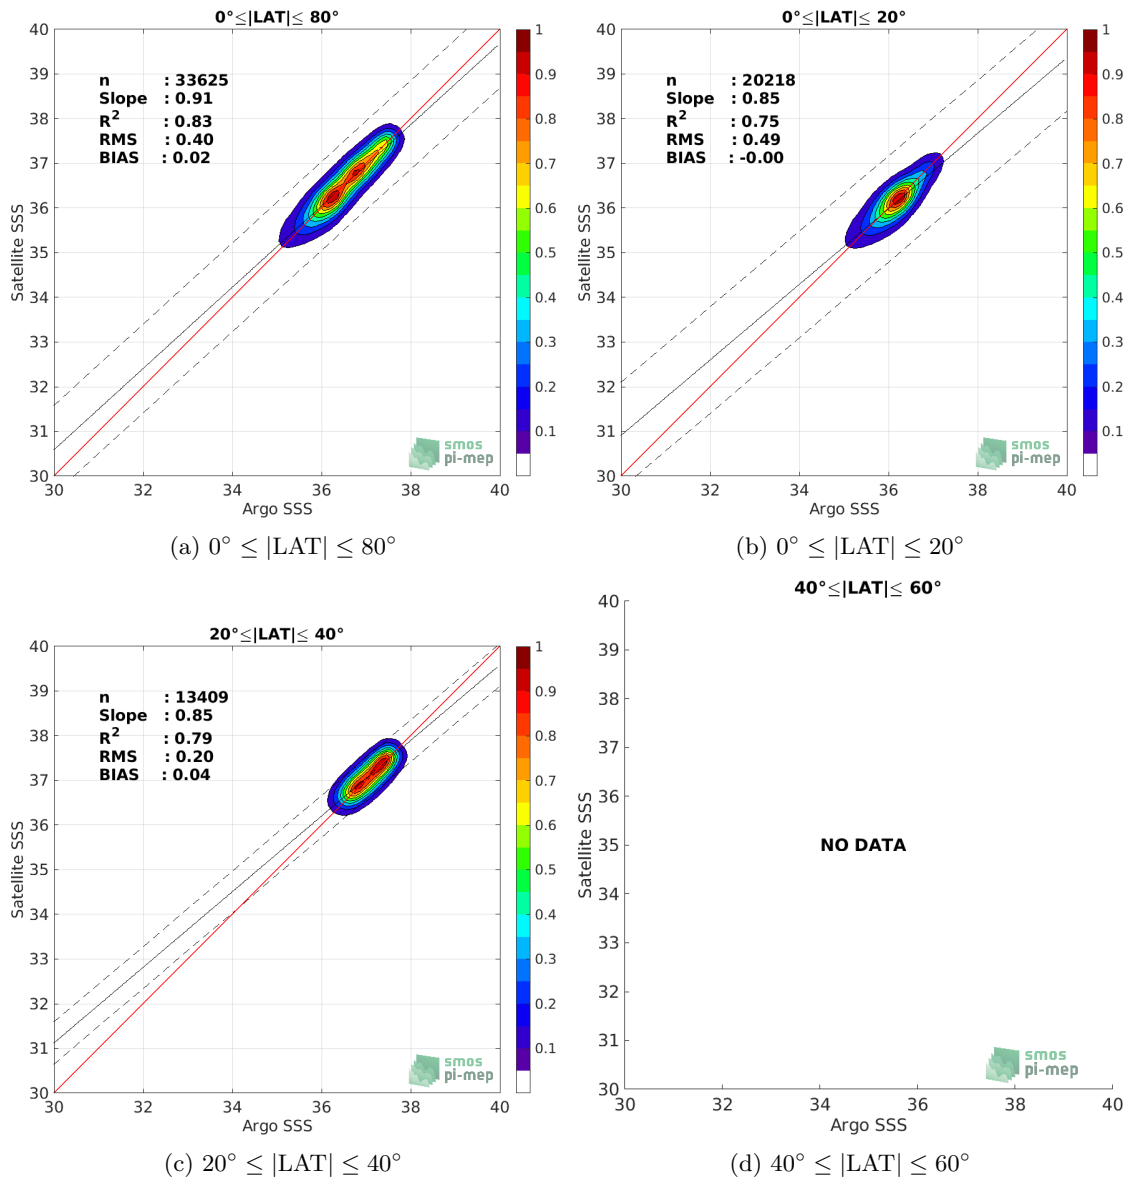 0°≤|LAT|≤ 80°
n : 33625
Slope : 0.91
R² : 0.83
RMS : 0.40
BIAS : 0.02
Satellite SSS
40
39
38
37
36
35
34
33
32
31
30
30 32 34 36 38 40
Argo SSS
1
0.9
0.8
0.7
0.6
0.5
0.4
0.3
0.2
0.1
smos
pi-mep
(a) 0° ≤ |LAT| ≤ 80°
0°≤|LAT|≤ 20°
n : 20218
Slope : 0.85
R² : 0.75
RMS : 0.49
BIAS : -0.00
Satellite SSS
40
39
38
37
36
35
34
33
32
31
30
30 32 34 36 38 40
Argo SSS
1
0.9
0.8
0.7
0.6
0.5
0.4
0.3
0.2
0.1
smos
pi-mep
(b) 0° ≤ |LAT| ≤ 20°
20°≤|LAT|≤ 40°
n : 13409
Slope : 0.85
R² : 0.79
RMS : 0.20
BIAS : 0.04
Satellite SSS
40
39
38
37
36
35
34
33
32
31
30
30 32 34 36 38 40
Argo SSS
1
0.9
0.8
0.7
0.6
0.5
0.4
0.3
0.2
0.1
smos
pi-mep
(c) 20° ≤ |LAT| ≤ 40°
40°≤|LAT|≤ 60°
NO DATA
Satellite SSS
40
39
38
37
36
35
34
33
32
31
30
30 32 34 36 38 40
Argo SSS
smos
pi-mep
(d) 40° ≤ |LAT| ≤ 60°